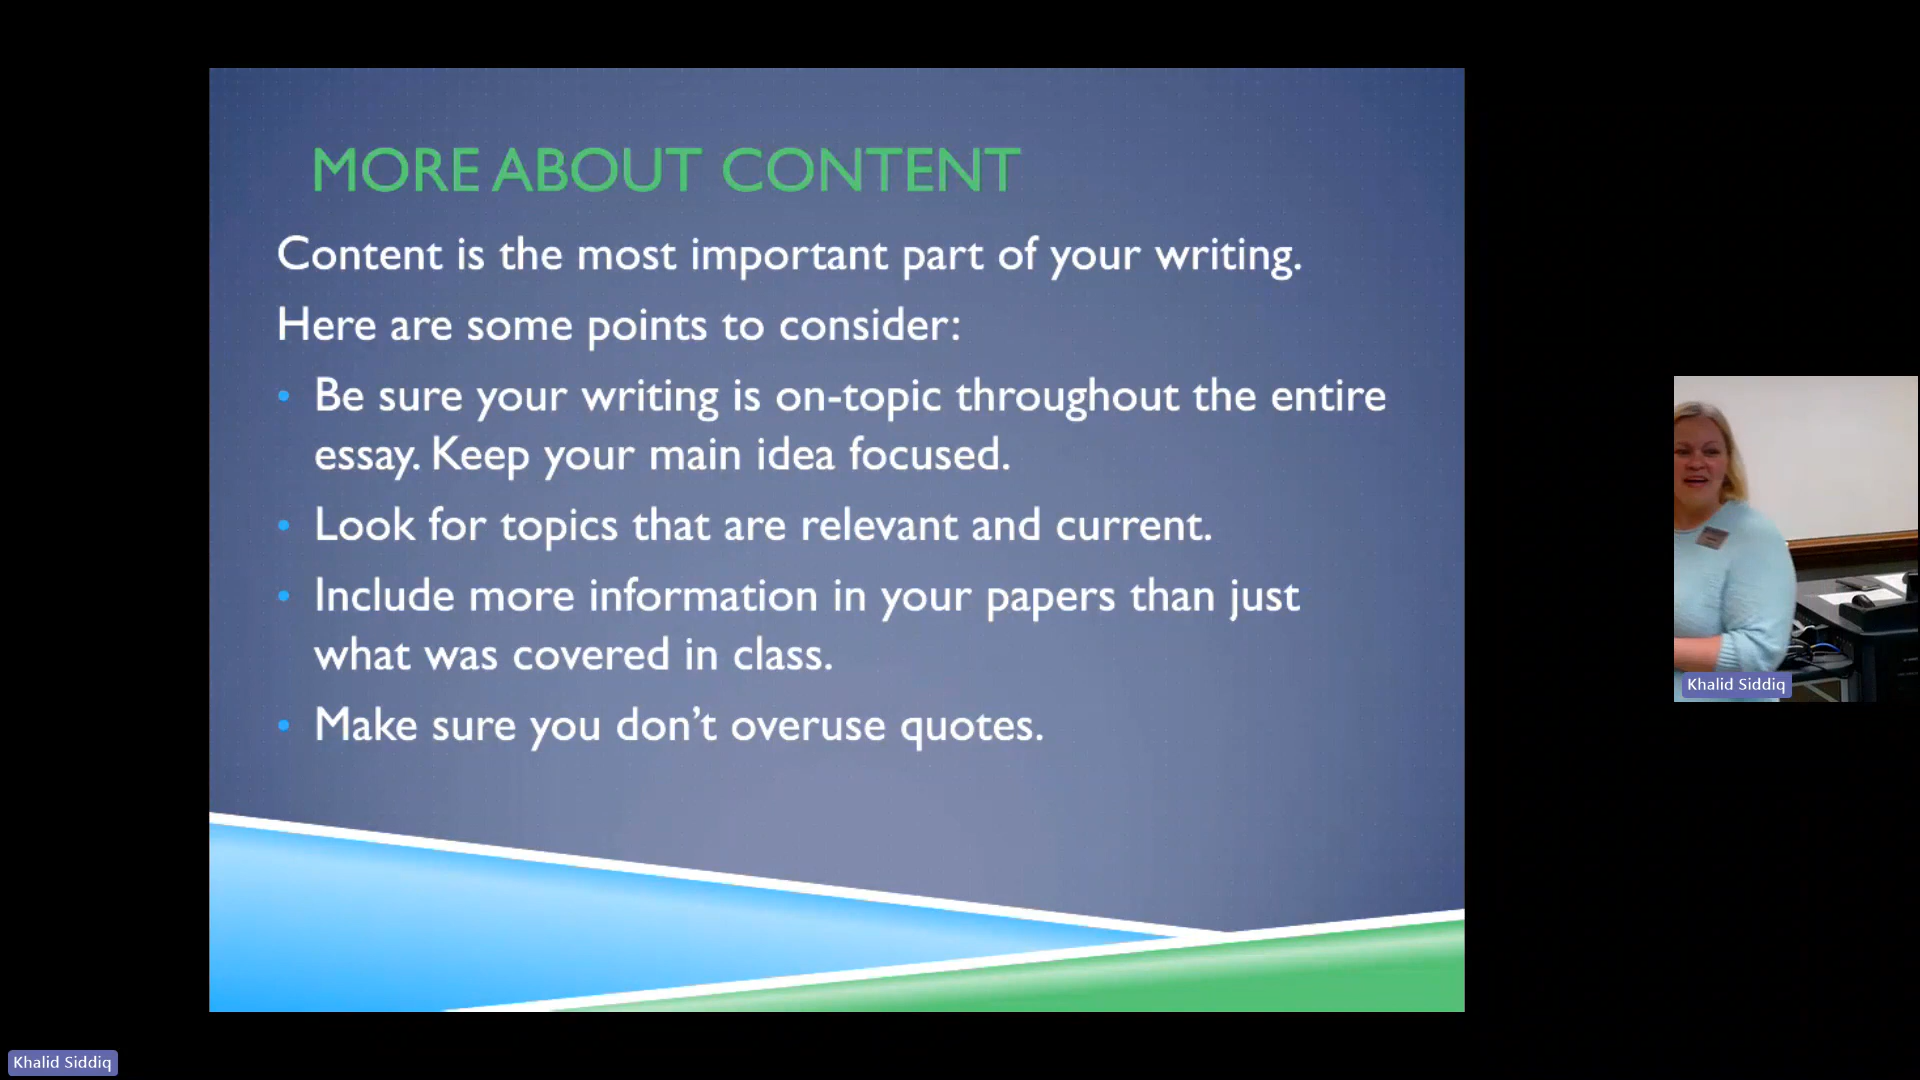 MORE ABOUT CONTENT
Content is the most important part of your writing.
Here are some points to consider:
• Be sure your writing is on-topic throughout the entire
essay. Keep your main idea focused.
• Look for topics that are relevant and current.
• Include more information in your papers than just
what was covered in class.
• Make sure you don’t overuse quotes.
Khalid Siddiq
Khalid Siddiq